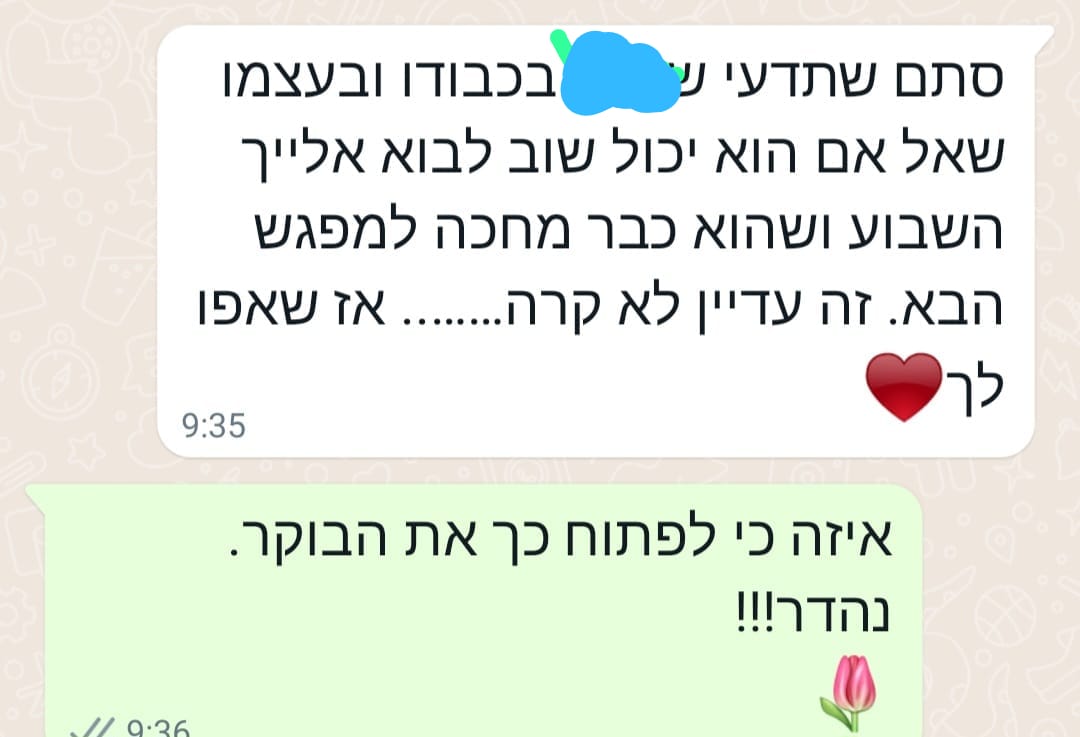 סתם שתדעי ש בכבודו ובעצמו
שאל אם הוא יכול שוב לבוא אלייך
השבוע ושהוא כבר מחכה למפגש
הבא. זה עדיין לא קרה........ אז שאפו
לך❤️
9:35
איזה כי לפתוח כך את הבוקר.
נהדר!!!
🌷
9:36